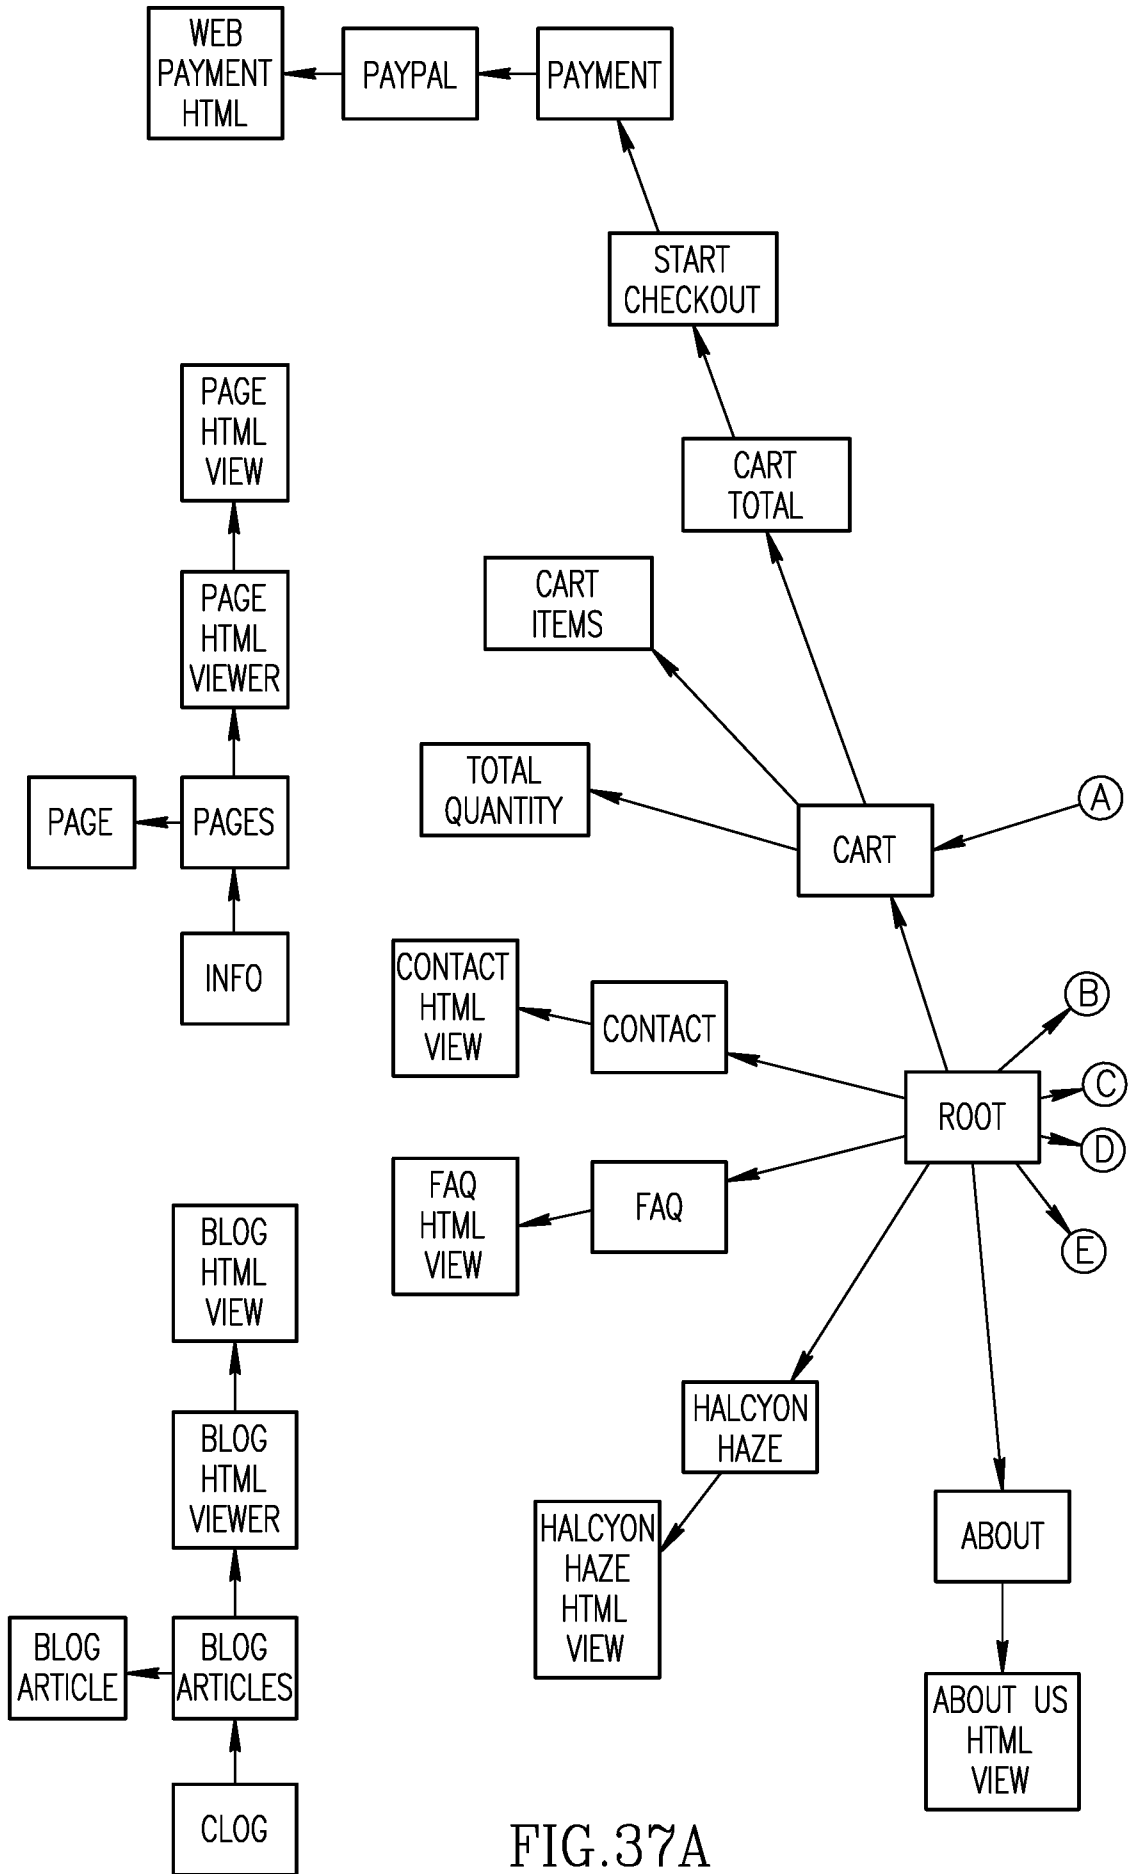 WEB
PAYMENT
HTML
PAYPAL
PAYMENT
START
CHECKOUT
PAGE
HTML
VIEW
CART
TOTAL
CART
ITEMS
PAGE
HTML
VIEWER
TOTAL
QUANTITY
PAGE
PAGES
CART
A
INFO
CONTACT
HTML
VIEW
CONTACT
B
C
ROOT
D
E
FAQ
HTML
VIEW
FAQ
BLOG
HTML
VIEW
HALCYON
HAZE
BLOG
HTML
VIEWER
HALCYON
HAZE
HTML
VIEW
ABOUT
BLOG
ARTICLE
BLOG
ARTICLES
ABOUT US
HTML
VIEW
CLOG
FIG.37A